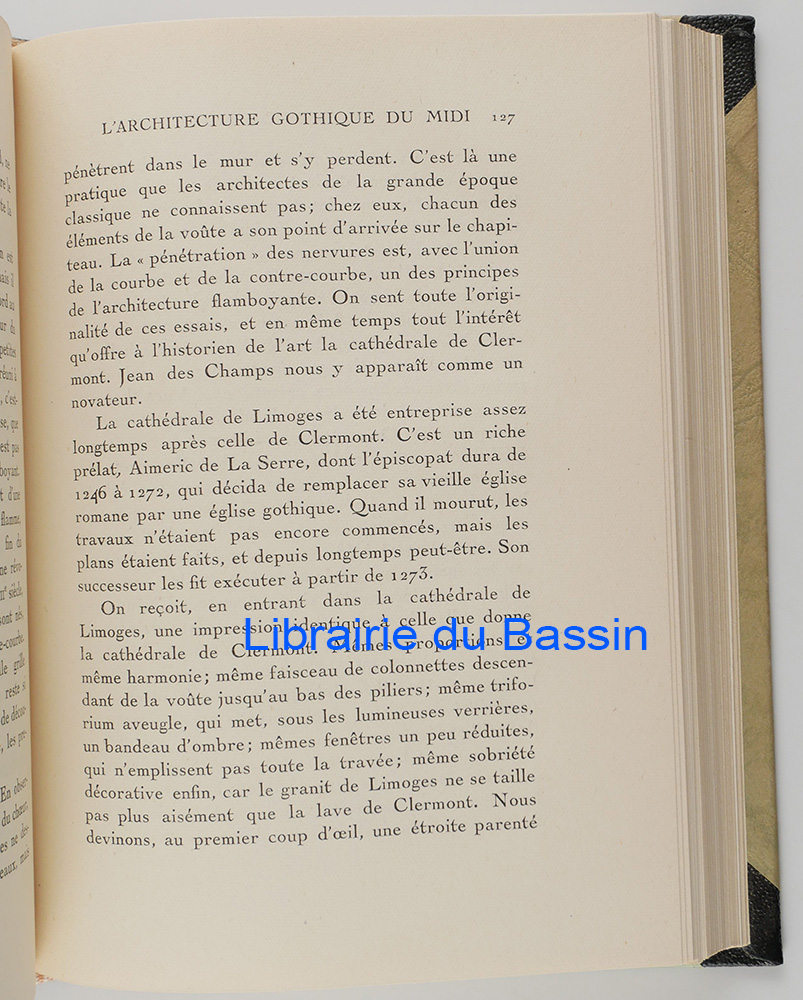 L'ARCHITECTURE GOTHIQUE DU MIDI 127
pénètrent dans le mur et s'y perdent. C'est là une
pratique que les architectes de la grande époque
classique ne connaissent pas; chez eux, chacun des
éléments de la voûte a son point d'arrivée sur le chapi-
teau. La « pénétration » des nervures est, avec l'union
de la courbe et de la contre-courbe, un des principes
de l'architecture flamboyante. On sent toute l'origi-
nalité de ces essais, et en même temps tout l'intérêt
qu'offre à l'historien de l'art la cathédrale de Cler-
mont. Jean des Champs nous y apparaît comme un
novateur.
La cathédrale de Limoges a été entreprise assez
longtemps après celle de Clermont. C'est un riche
prélat, Aimeric de La Serre, dont l'épiscopat dura de
1246 à 1272, qui décida de remplacer sa vieille église
romane par une église gothique. Quand il mourut, les
travaux n'étaient pas encore commencés, mais les
plans étaient faits, et depuis longtemps peut-être. Son
successeur les fit exécuter à partir de 1273.
On reçoit, en entrant dans la cathédrale de
Limoges, une impression identique à celle que donne
la cathédrale de Clermont. Mêmes proportions et
même harmonie; même faisceau de colonnettes descen-
dant de la voûte jusqu'au bas des piliers; même trifo-
rium aveugle, qui met, sous les lumineuses verrières,
un bandeau d'ombre; mêmes fenêtres un peu réduites,
qui n'emplissent pas toute la travée; même sobriété
décorative enfin, car le granit de Limoges ne se taille
pas plus aisément que la lave de Clermont. Nous
devinons, au premier coup d'œil, une étroite parenté
Librairie du Bassin